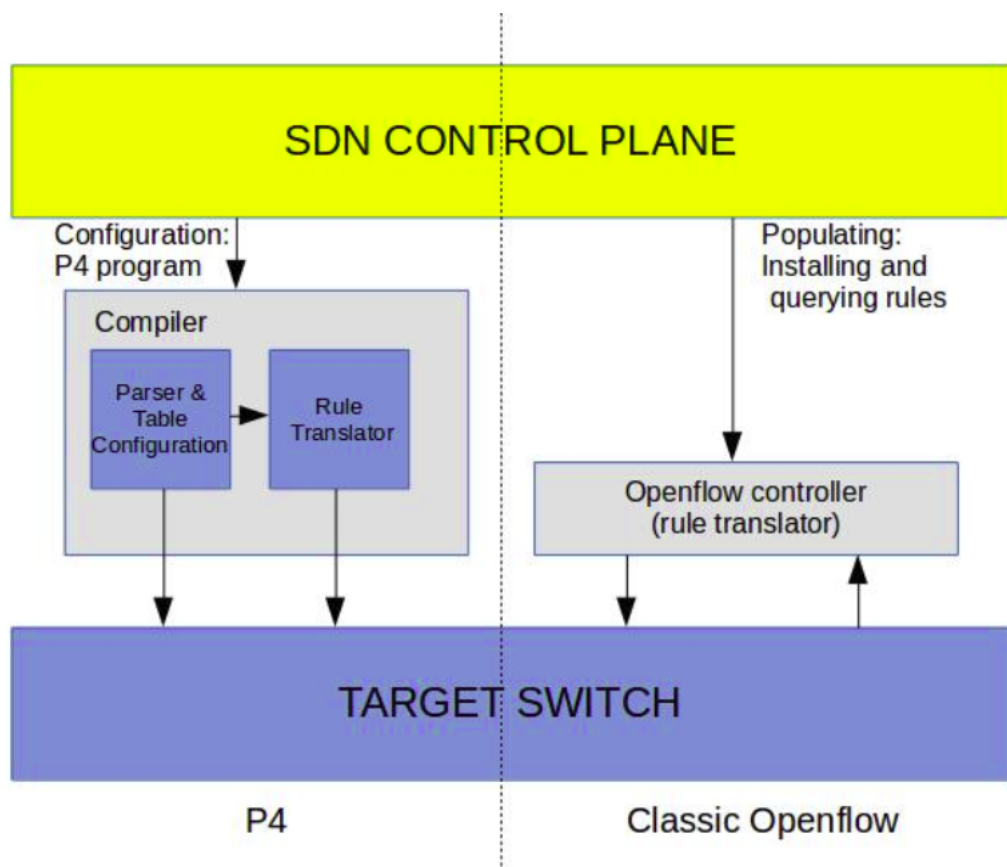 SDN CONTROL PLANE
Configuration:
P4 program
Populating:
Installing and
querying rules
Compiler
Parser &
Table
Configuration
Rule
Translator
Openflow controller
(rule translator)
TARGET SWITCH
P4
Classic Openflow